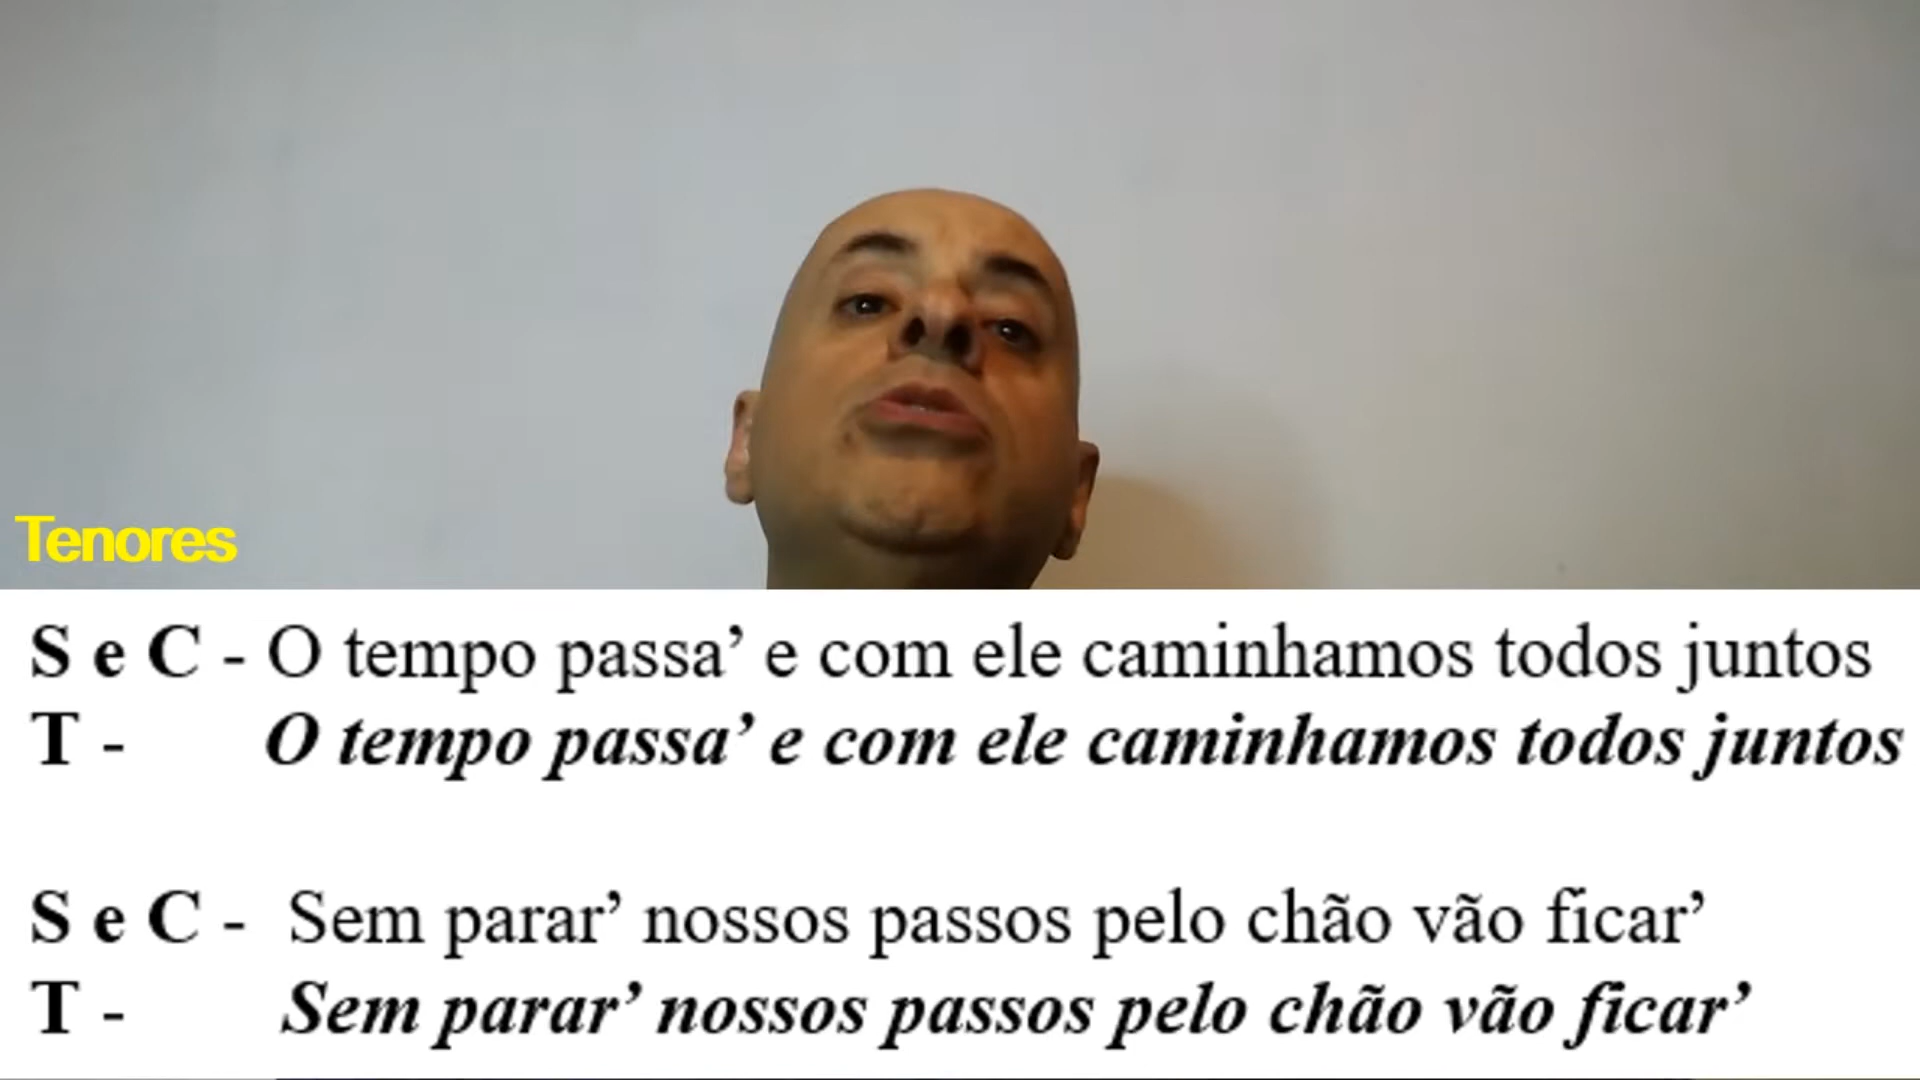 Tenores
S e C - O tempo passa’ e com ele caminhamos todos juntos
T - O tempo passa’ e com ele caminhamos todos juntos
S e C - Sem parar’ nossos passos pelo chão vão ficar’
T - Sem parar’ nossos passos pelo chão vão ficar’